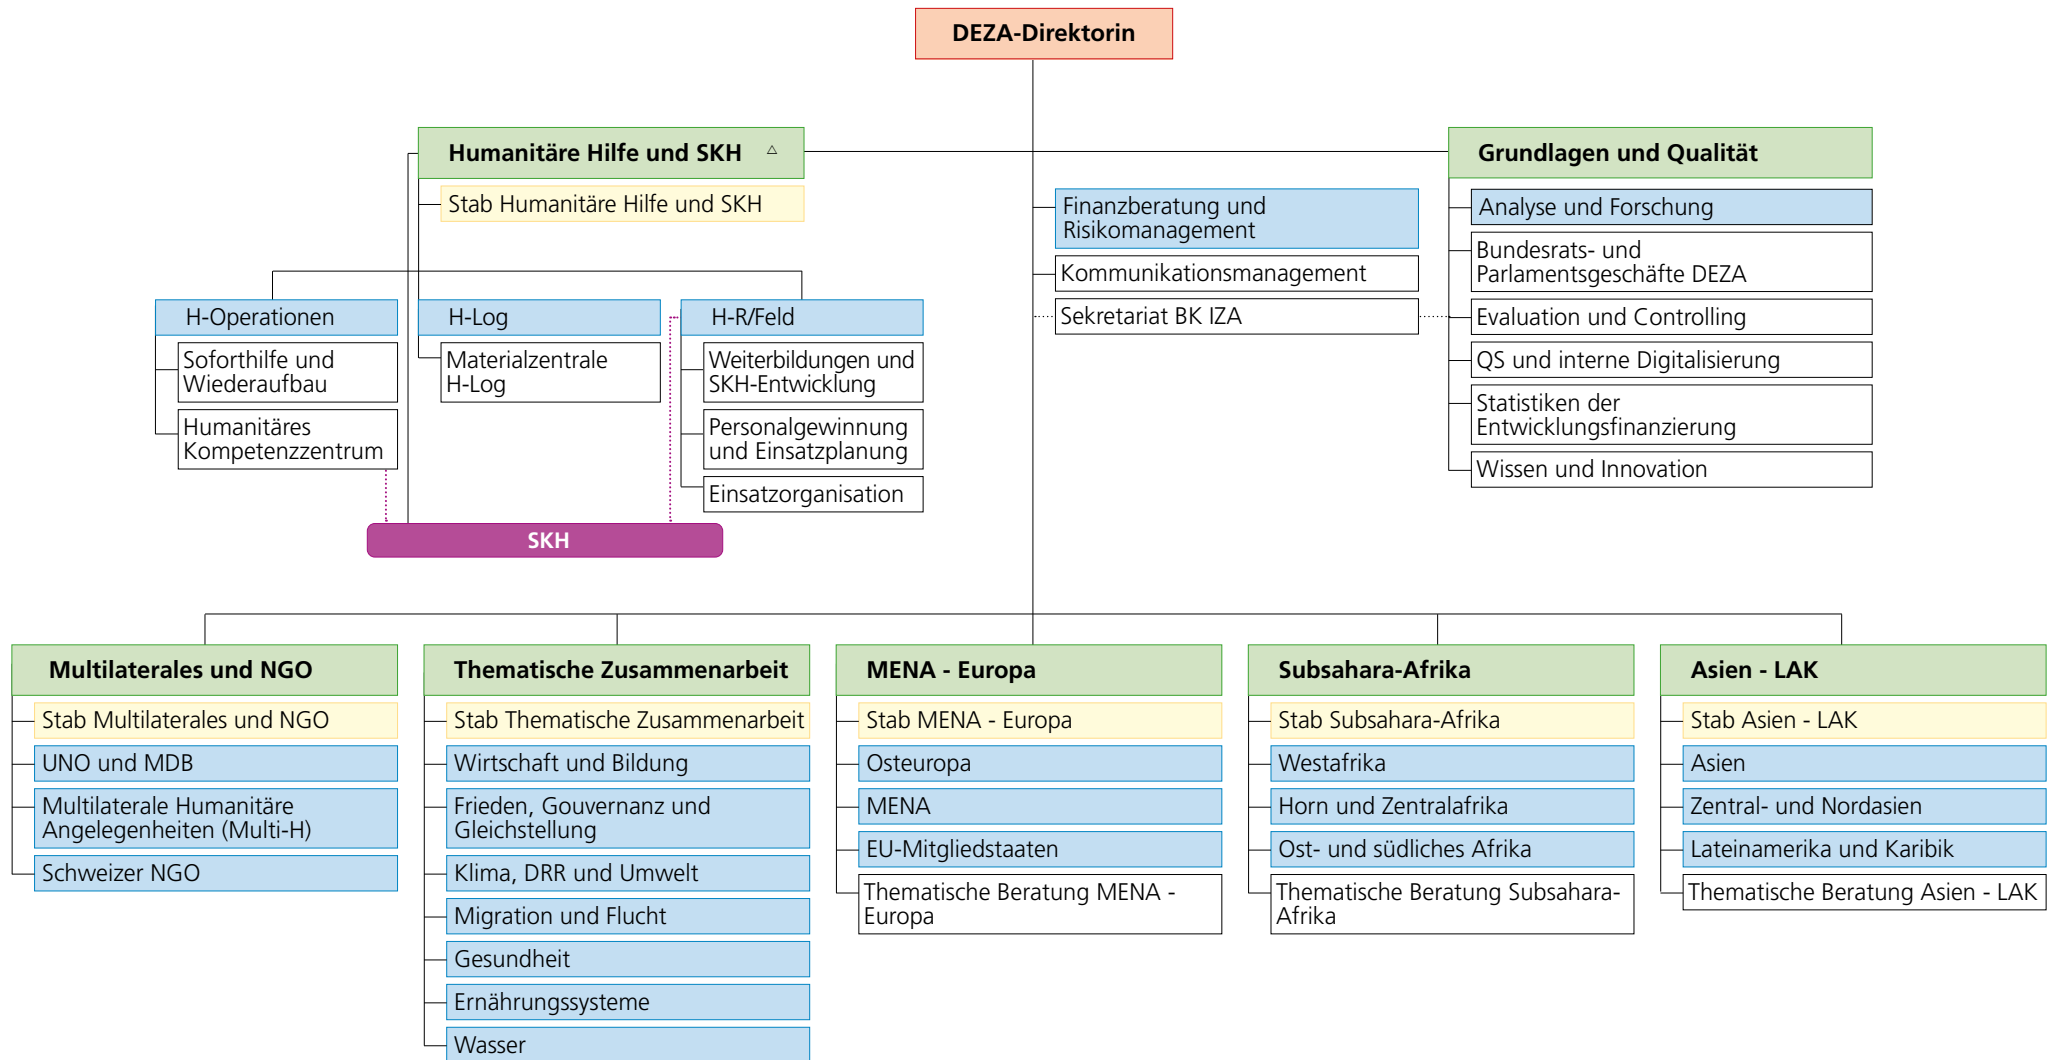 DEZA-Direktorin
Humanitäre Hilfe und SKH △
Stab Humanitäre Hilfe und SKH
H-Operationen
Soforthilfe und
Wiederaufbau
Humanitäres
Kompetenzzentrum
H-Log
Materialzentrale
H-Log
H-R/Feld
Weiterbildungen und
SKH-Entwicklung
Personalgewinnung
und Einsatzplanung
Einsatzorganisation
SKH
Finanzberatung und
Risikomanagement
Kommunikationsmanagement
Sekretariat BK IZA
Grundlagen und Qualität
Analyse und Forschung
Bundesrats- und
Parlamentsgeschäfte DEZA
Evaluation und Controlling
QS und interne Digitalisierung
Statistiken der
Entwicklungsfinanzierung
Wissen und Innovation
Multilaterales und NGO
Stab Multilaterales und NGO
UNO und MDB
Multilaterale Humanitäre
Angelegenheiten (Multi-H)
Schweizer NGO
Thematische Zusammenarbeit
Stab Thematische Zusammenarbeit
Wirtschaft und Bildung
Frieden, Gouvernanz und
Gleichstellung
Klima, DRR und Umwelt
Migration und Flucht
Gesundheit
Ernährungssysteme
Wasser
MENA - Europa
Stab MENA - Europa
Osteuropa
MENA
EU-Mitgliedstaaten
Thematische Beratung MENA -
Europa
Subsahara-Afrika
Stab Subsahara-Afrika
Westafrika
Horn und Zentralafrika
Ost- und südliches Afrika
Thematische Beratung Subsahara-
Afrika
Asien - LAK
Stab Asien - LAK
Asien
Zentral- und Nordasien
Lateinamerika und Karibik
Thematische Beratung Asien - LAK